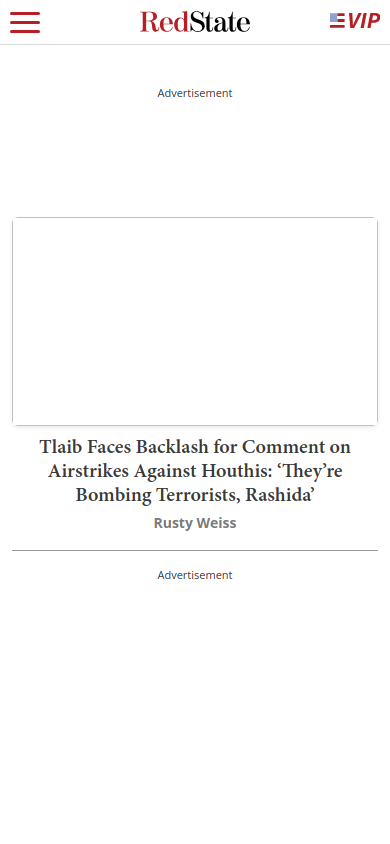 RedState
VIP
Advertisement
Tlaib Faces Backlash for Comment on
Airstrikes Against Houthis: ‘They’re
Bombing Terrorists, Rashida’
Rusty Weiss
Advertisement